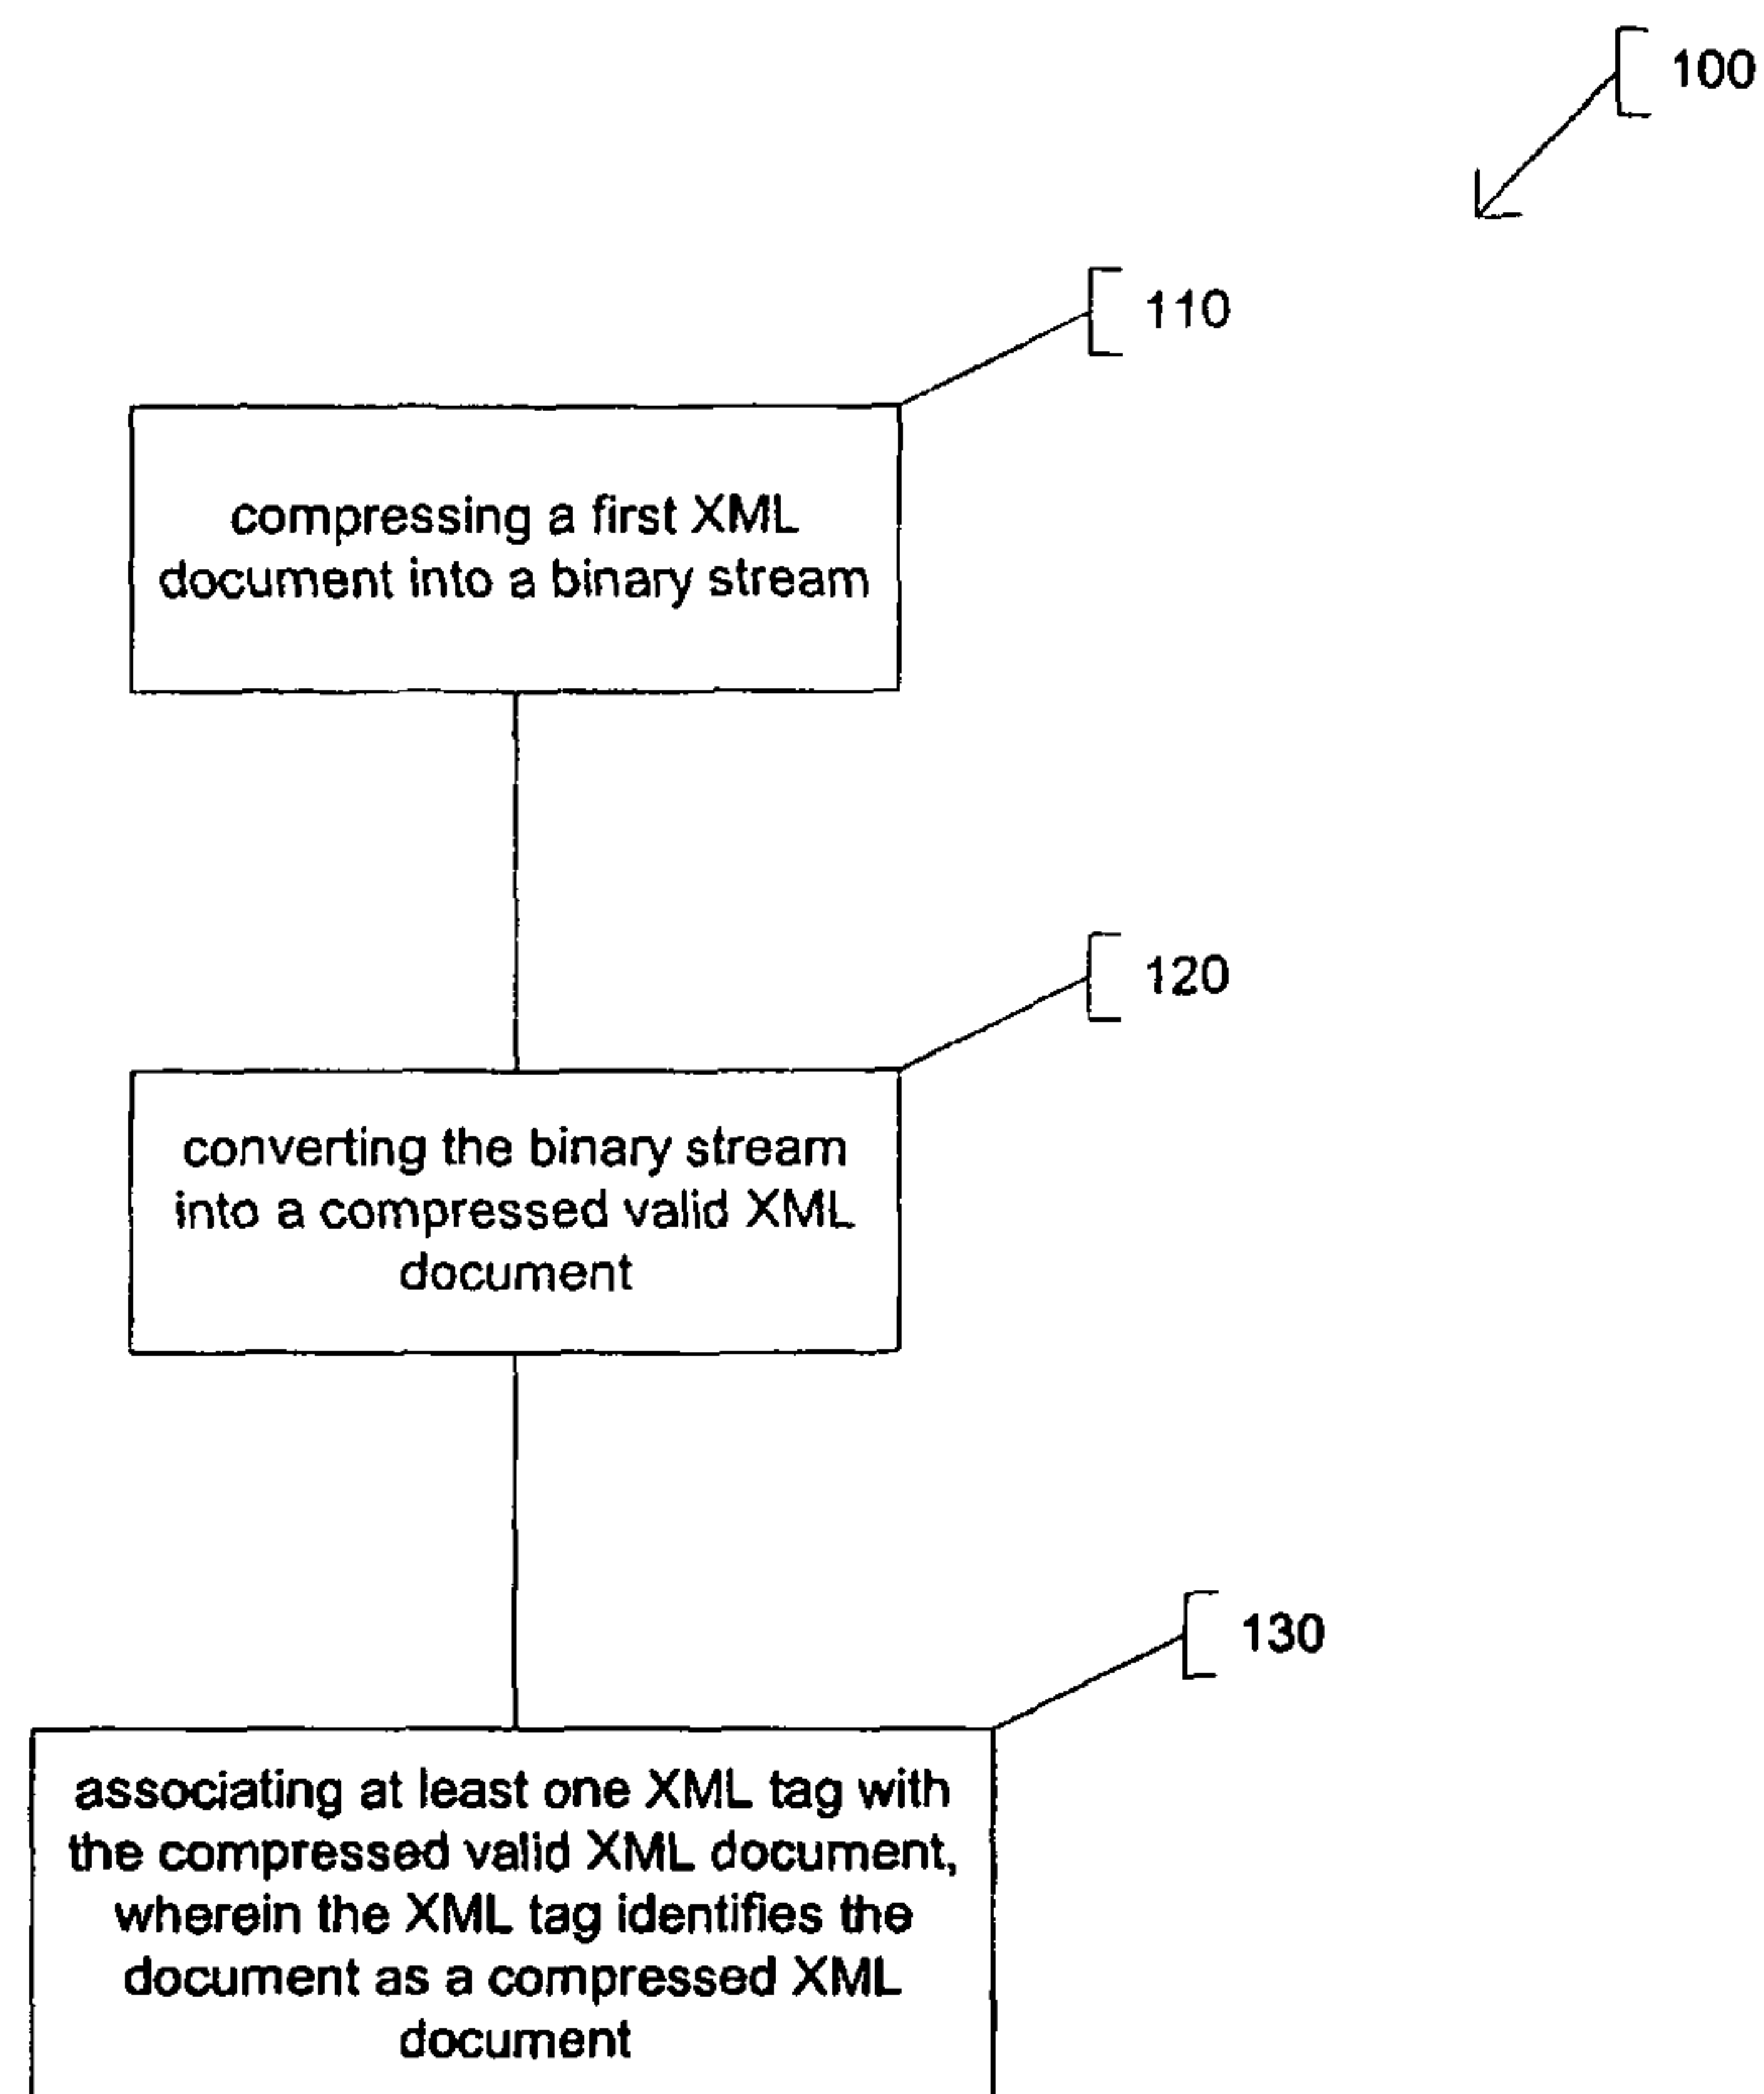 100
110
compressing a first XML
document into a binary stream
120
converting the binary stream
into a compressed valid XML
document
130
associating at least one XML tag with
the compressed valid XML document,
wherein the XML tag identifies the
document as a compressed XML
document